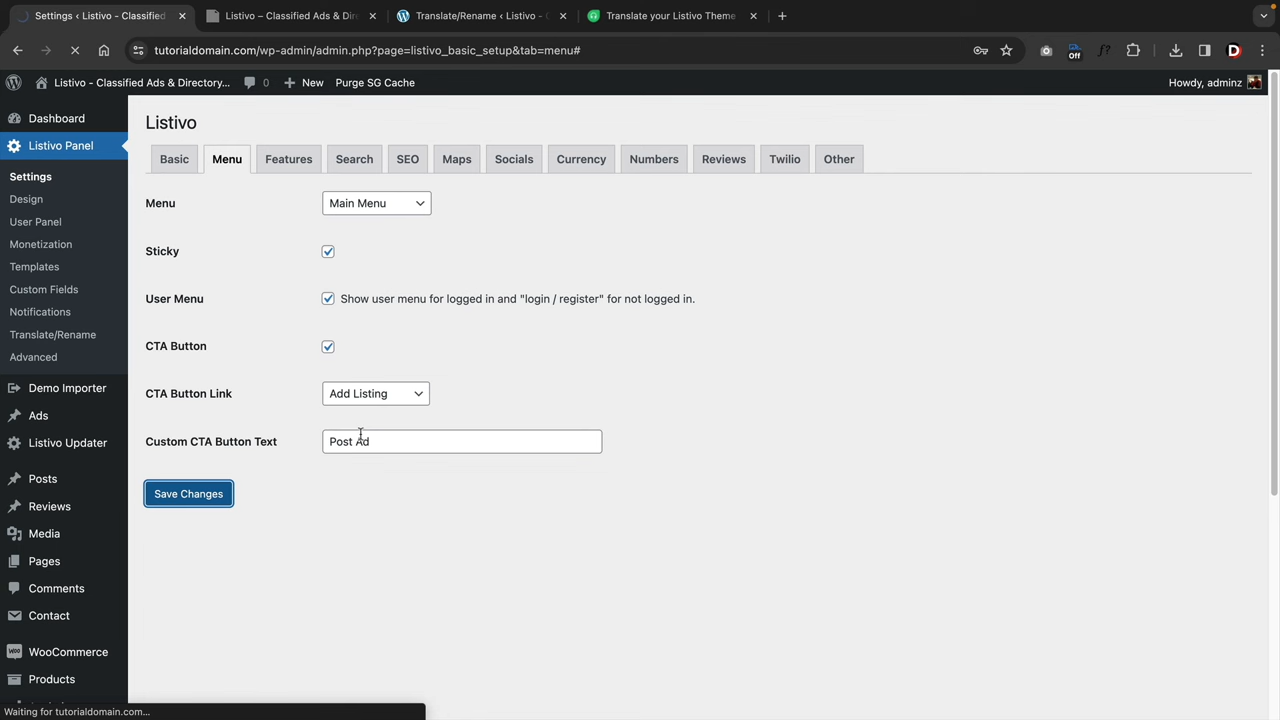 Settings ‹ Listivo - Classified
Listivo – Classified Ads & Dire
Translate/Rename ‹ Listivo -
Translate your Listivo Theme
tutorialdomain.com/wp-admin/admin.php?page=listivo_basic_setup&tab=menu#
Off
D
Listivo - Classified Ads & Directory...
0
New
Purge SG Cache
Howdy, adminz
Dashboard
Listivo Panel
Settings
Design
User Panel
Monetization
Templates
Custom Fields
Notifications
Translate/Rename
Advanced
Demo Importer
Ads
Listivo Updater
Posts
Reviews
Media
Pages
Comments
Contact
WooCommerce
Products
Listivo
Basic
Menu
Features
Search
SEO
Maps
Socials
Currency
Numbers
Reviews
Twilio
Other
Menu
Main Menu
Sticky
User Menu
Show user menu for logged in and "login / register" for not logged in.
CTA Button
CTA Button Link
Add Listing
Custom CTA Button Text
Post Ad
Save Changes
Waiting for tutorialdomain.com...